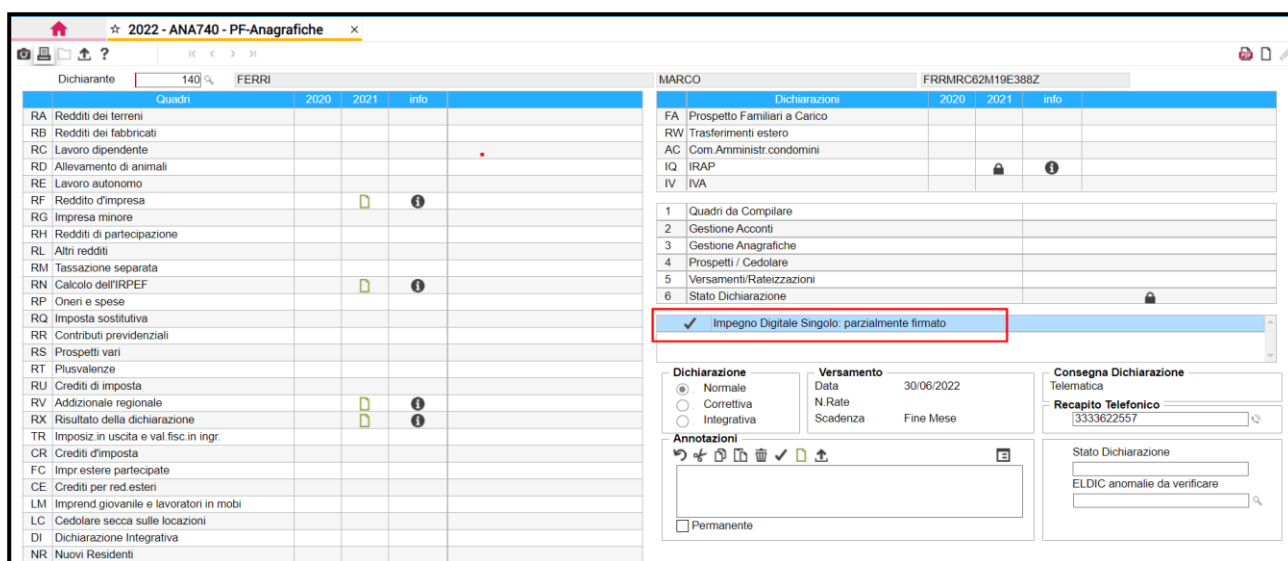 ☆ 2022 - ANA740 - PF-Anagrafiche ×
?
Dichiarante 140 FERRI MARCO FRRMRC62M19E388Z
Quadri 2020 2021 info
RA Redditi dei terreni
RB Redditi dei fabbricati
RC Lavoro dipendente
RD Allevamento di animali
RE Lavoro autonomo
RF Reddito d'impresa
RG Impresa minore
RH Redditi di partecipazione
RL Altri redditi
RM Tassazione separata
RN Calcolo dell'IRPEF
RP Oneri e spese
RQ Imposta sostitutiva
RR Contributi previdenziali
RS Prospetti vari
RT Plusvalenze
RU Crediti di imposta
RV Addizionale regionale
RX Risultato della dichiarazione
TR Imposiz.in uscita e val.fisc.in ingr.
CR Crediti d'imposta
FC Impr.estere partecipate
CE Crediti per red.esteri
LM Imprend.giovanile e lavoratori in mobi
LC Cedolare secca sulle locazioni
DI Dichiarazione Integrativa
NR Nuovi Residenti
Dichiarazioni 2020 2021 info
FA Prospetto Familiari a Carico
RW Trasferimenti estero
AC Com.Amministr.condomini
IQ IRAP
IV IVA
1 Quadri da Compilare
2 Gestione Acconti
3 Gestione Anagrafiche
4 Prospetti / Cedolare
5 Versamenti/Rateizzazioni
6 Stato Dichiarazione
Impegno Digitale Singolo: parzialmente firmato
Dichiarazione
Normale
Correttiva
Integrativa
Versamento
Data 30/06/2022
N.Rate
Scadenza Fine Mese
Consegna Dichiarazione
Telematica
Recapito Telefonico
3333622557
Annotazioni
Permanente
Stato Dichiarazione
ELDIC anomalie da verificare